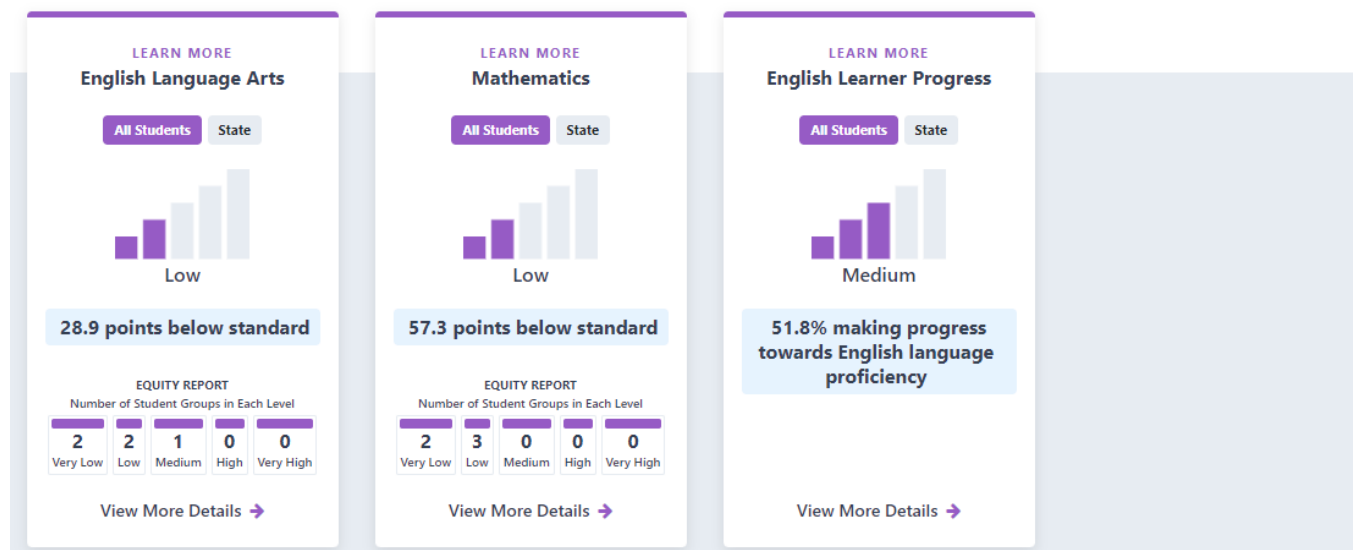 LEARN MORE
English Language Arts
All Students State
Low
28.9 points below standard
EQUITY REPORT
Number of Student Groups in Each Level
2 2 1 0 0
Very Low Low Medium High Very High
View More Details
LEARN MORE
Mathematics
All Students State
Low
57.3 points below standard
EQUITY REPORT
Number of Student Groups in Each Level
2 3 0 0 0
Very Low Low Medium High Very High
View More Details
LEARN MORE
English Learner Progress
All Students State
Medium
51.8% making progress
towards English language
proficiency
View More Details